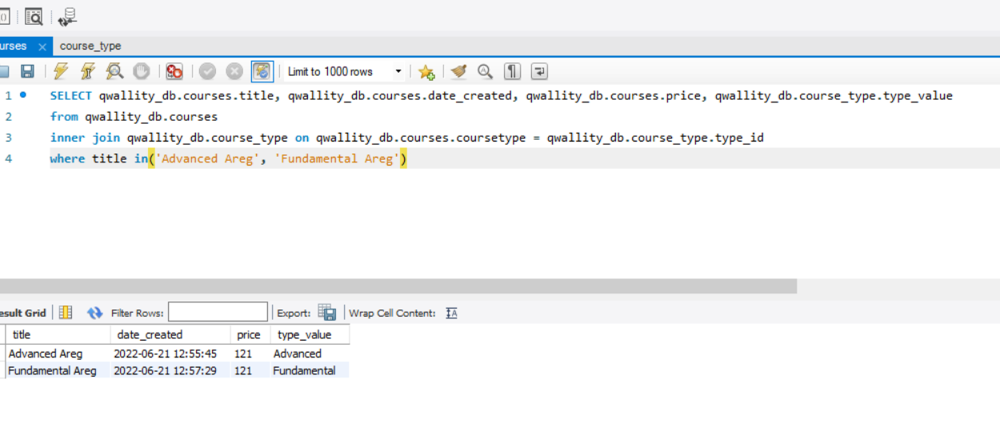 urses × course_type
Limit to 1000 rows
1 SELECT qwallity_db.courses.title, qwallity_db.courses.date_created, qwallity_db.courses.price, qwallity_db.course_type.type_value
2 from qwallity_db.courses
3 inner join qwallity_db.course_type on qwallity_db.courses.coursetype = qwallity_db.course_type.type_id
4 where title in('Advanced Areg', 'Fundamental Areg')
esult Grid Filter Rows: Export: Wrap Cell Content:
title date_created price type_value
Advanced Areg 2022-06-21 12:55:45 121 Advanced
Fundamental Areg 2022-06-21 12:57:29 121 Fundamental